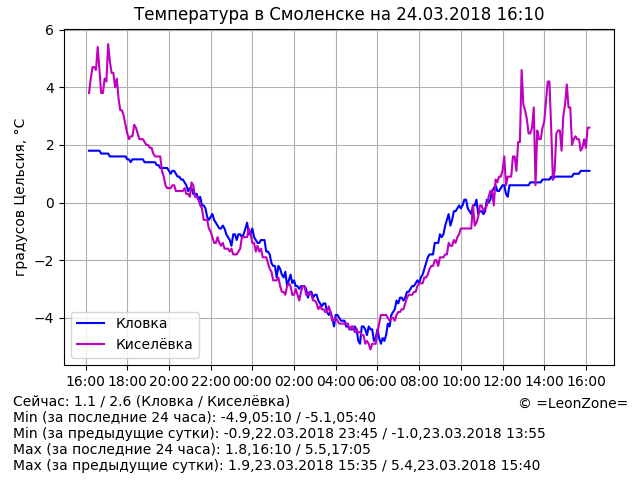 Температура в Смоленске на 24.03.2018 16:10
градусов Цельсия, °C
6
4
2
0
−2
−4
Кловка
Киселёвка
16:00 18:00 20:00 22:00 00:00 02:00 04:00 06:00 08:00 10:00 12:00 14:00 16:00
Сейчас: 1.1 / 2.6 (Кловка / Киселёвка)
© =LeonZone=
Min (за последние 24 часа): -4.9,05:10 / -5.1,05:40
Min (за предыдущие сутки): -0.9,22.03.2018 23:45 / -1.0,23.03.2018 13:55
Max (за последние 24 часа): 1.8,16:10 / 5.5,17:05
Max (за предыдущие сутки): 1.9,23.03.2018 15:35 / 5.4,23.03.2018 15:40